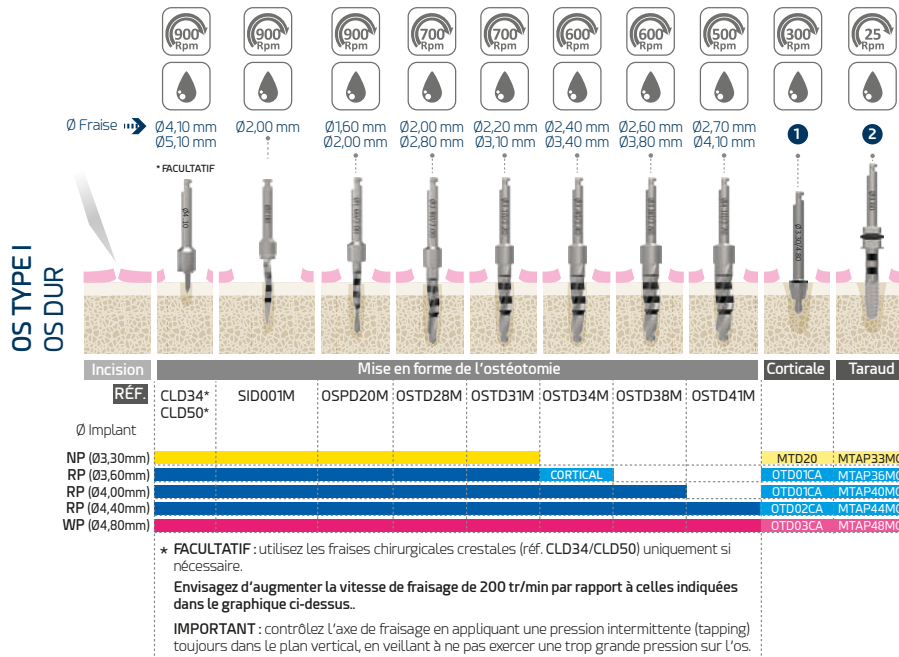 900 Rpm 900 Rpm 900 Rpm 700 Rpm 700 Rpm 600 Rpm 600 Rpm 500 Rpm 300 Rpm 25 Rpm
Ø Fraise Ø4,10 mm Ø2,00 mm Ø1,60 mm Ø2,00 mm Ø2,20 mm Ø2,40 mm Ø2,60 mm Ø2,70 mm 1 2
Ø5,10 mm Ø2,00 mm Ø2,80 mm Ø3,10 mm Ø3,40 mm Ø3,80 mm Ø4,10 mm
* FACULTATIF
OS TYPE I
OS DUR
Incision Mise en forme de l'ostéotomie Corticale Taraud
RÉF. CLD34* SID001M OSPD20M OSTD28M OSTD31M OSTD34M OSTD38M OSTD41M
CLD50*
Ø Implant
NP (Ø3,30mm) MTD20 MTAP33MC
RP (Ø3,60mm) CORTICAL OTD01CA MTAP36MC
RP (Ø4,00mm) OTD01CA MTAP40MC
RP (Ø4,40mm) OTD02CA MTAP44MC
WP (Ø4,80mm) OTD03CA MTAP48MC
* FACULTATIF : utilisez les fraises chirurgicales crestales (réf. CLD34/CLD50) uniquement si
nécessaire.
Envisagez d'augmenter la vitesse de fraisage de 200 tr/min par rapport à celles indiquées
dans le graphique ci-dessus..
IMPORTANT : contrôlez l'axe de fraisage en appliquant une pression intermittente (tapping)
toujours dans le plan vertical, en veillant à ne pas exercer une trop grande pression sur l'os.